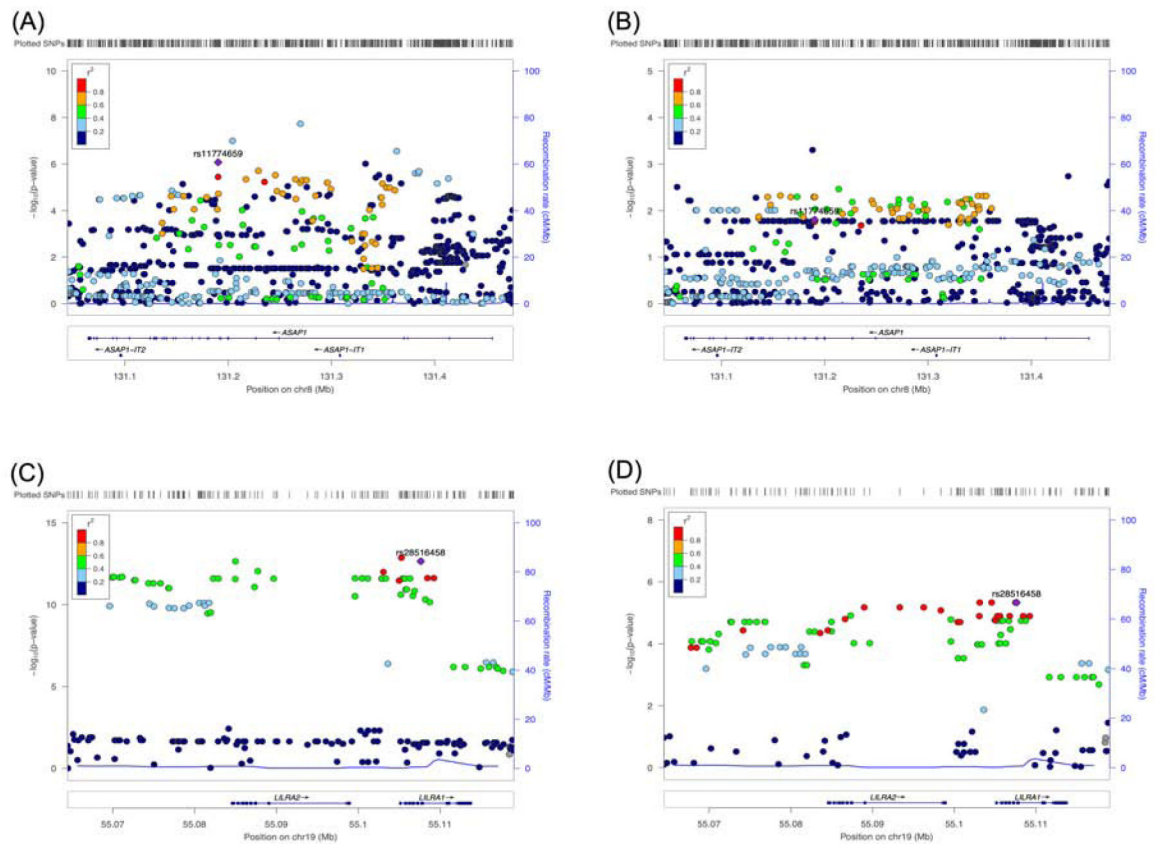 (A)
Plotted SNPs
10
8
6
4
2
0
−log10(p−value)
r²
0.8
0.6
0.4
0.2
rs11774659
100
80
60
40
20
0
Recombination rate (cM/Mb)
←ASAP1
←ASAP1−IT2
←ASAP1−IT1
131.1
131.2
131.3
131.4
Position on chr8 (Mb)
(B)
Plotted SNPs
5
4
3
2
1
0
−log10(p−value)
r²
0.8
0.6
0.4
0.2
rs11774659
100
80
60
40
20
0
Recombination rate (cM/Mb)
←ASAP1
←ASAP1−IT2
←ASAP1−IT1
131.1
131.2
131.3
131.4
Position on chr8 (Mb)
(C)
Plotted SNPs
15
10
5
0
−log10(p−value)
r²
0.8
0.6
0.4
0.2
rs28516458
100
80
60
40
20
0
Recombination rate (cM/Mb)
LILRA2→
LILRA1→
55.07
55.08
55.09
55.1
55.11
Position on chr19 (Mb)
(D)
Plotted SNPs
8
6
4
2
0
−log10(p−value)
r²
0.8
0.6
0.4
0.2
rs28516458
100
80
60
40
20
0
Recombination rate (cM/Mb)
LILRA2→
LILRA1→
55.07
55.08
55.09
55.1
55.11
Position on chr19 (Mb)